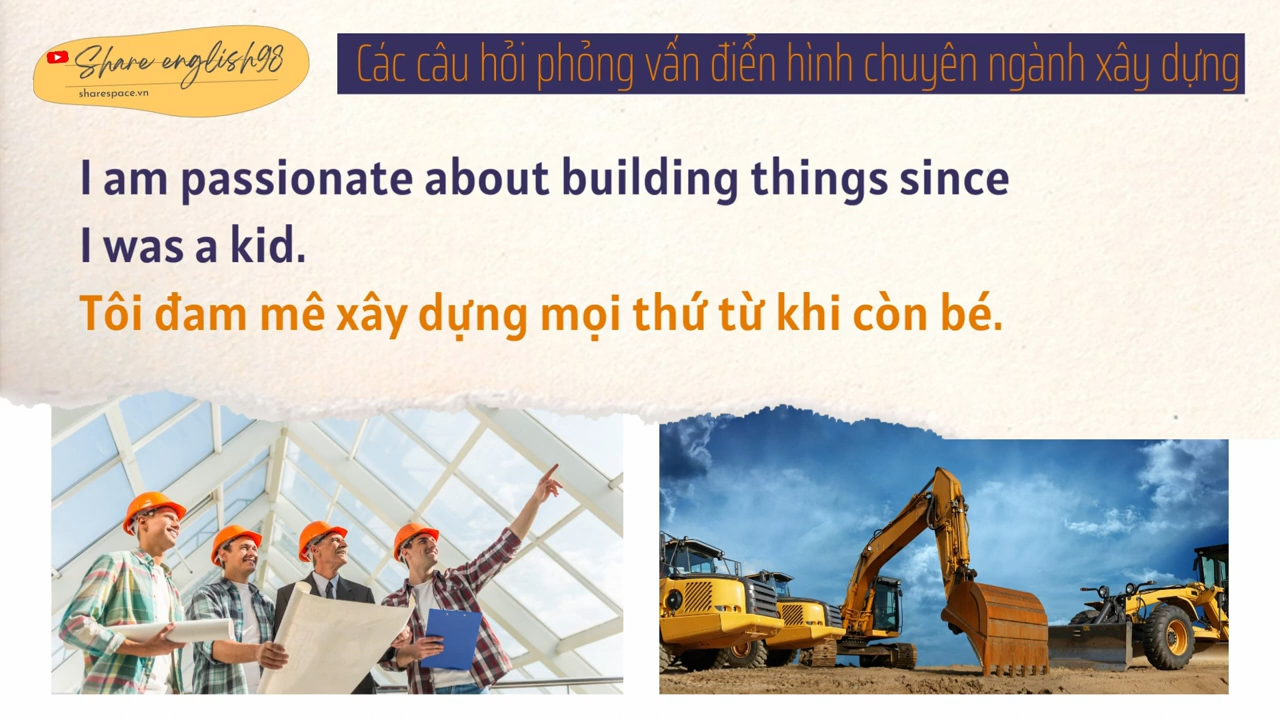 Share english98
sharespace.vn
Các câu hỏi phỏng vấn điển hình chuyên ngành xây dựng
I am passionate about building things since
I was a kid.
Tôi đam mê xây dựng mọi thứ từ khi còn bé.